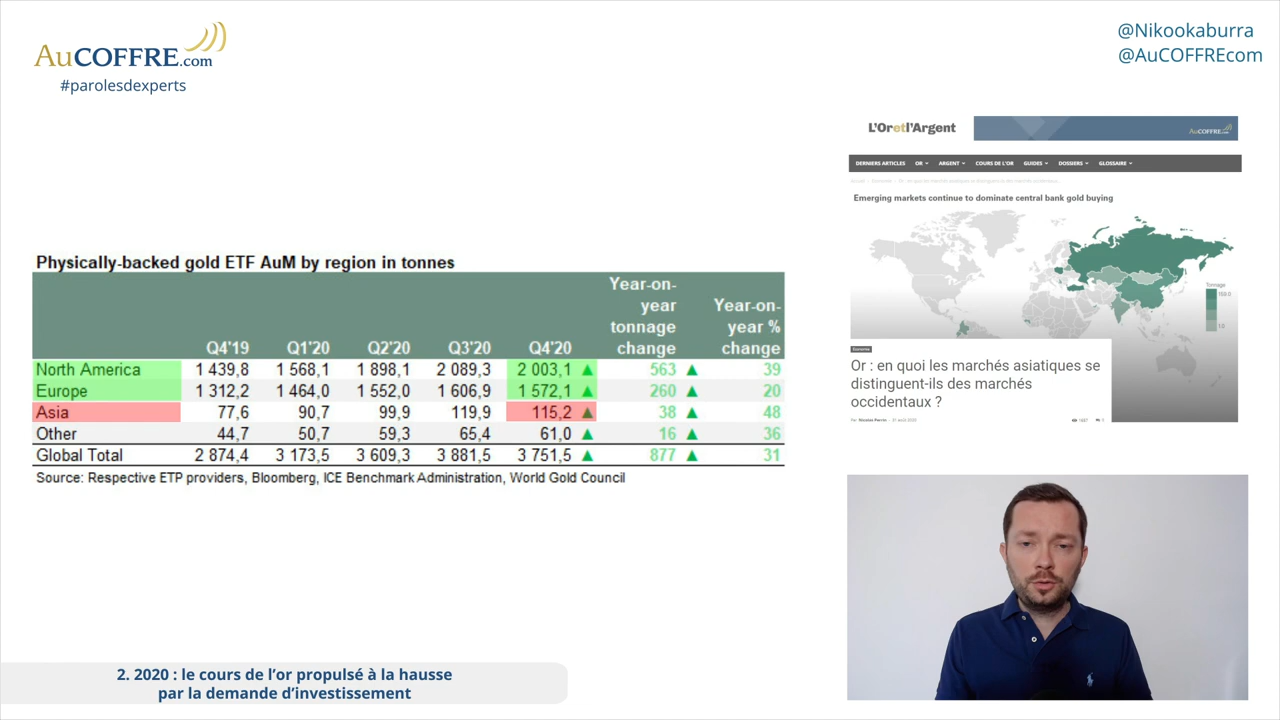 AuCOFFRE.com
#parolesdexperts
@Nikookaburra
@AuCOFFREcom
L'Oretl'Argent
AuCOFFRE.com
DERNIERS ARTICLES OR ARGENT COURS DE L'OR GUIDES DOSSIERS GLOSSAIRE
Emerging markets continue to dominate central bank gold buying
Tonnage
150.0
1.0
Economie
Or : en quoi les marchés asiatiques se
distinguent-ils des marchés
occidentaux ?
Physically-backed gold ETF AuM by region in tonnes
Q4'19 Q1'20 Q2'20 Q3'20 Q4'20 Year-on-year tonnage change Year-on-year % change
North America 1 439,8 1 568,1 1 898,1 2 089,3 2 003,1 ▲ 563 ▲ 39
Europe 1 312,2 1 464,0 1 552,0 1 606,9 1 572,1 ▲ 260 ▲ 20
Asia 77,6 90,7 99,9 119,9 115,2 ▲ 38 ▲ 48
Other 44,7 50,7 59,3 65,4 61,0 ▲ 16 ▲ 36
Global Total 2 874,4 3 173,5 3 609,3 3 881,5 3 751,5 ▲ 877 ▲ 31
Source: Respective ETP providers, Bloomberg, ICE Benchmark Administration, World Gold Council
2. 2020 : le cours de l'or propulsé à la hausse
par la demande d'investissement